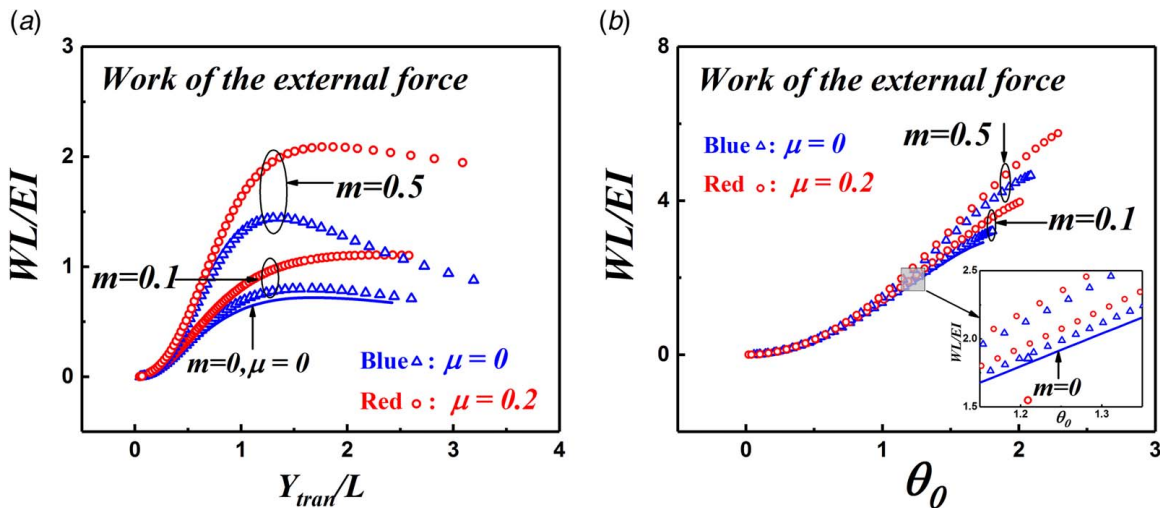 (a)
3
2
1
0
WL/EI
Work of the external force
m=0.5
m=0.1
m=0,μ=0
Blue △: μ = 0
Red ○: μ = 0.2
0 1 2 3 4
Y_tran/L
(b)
8
4
0
WL/EI
Work of the external force
Blue △: μ = 0
Red ○: μ = 0.2
m=0.5
m=0.1
2.5
2.0
1.5
WL/EI
m=0
1.2 1.3
θ_0
-1 0 1 2 3
θ_0